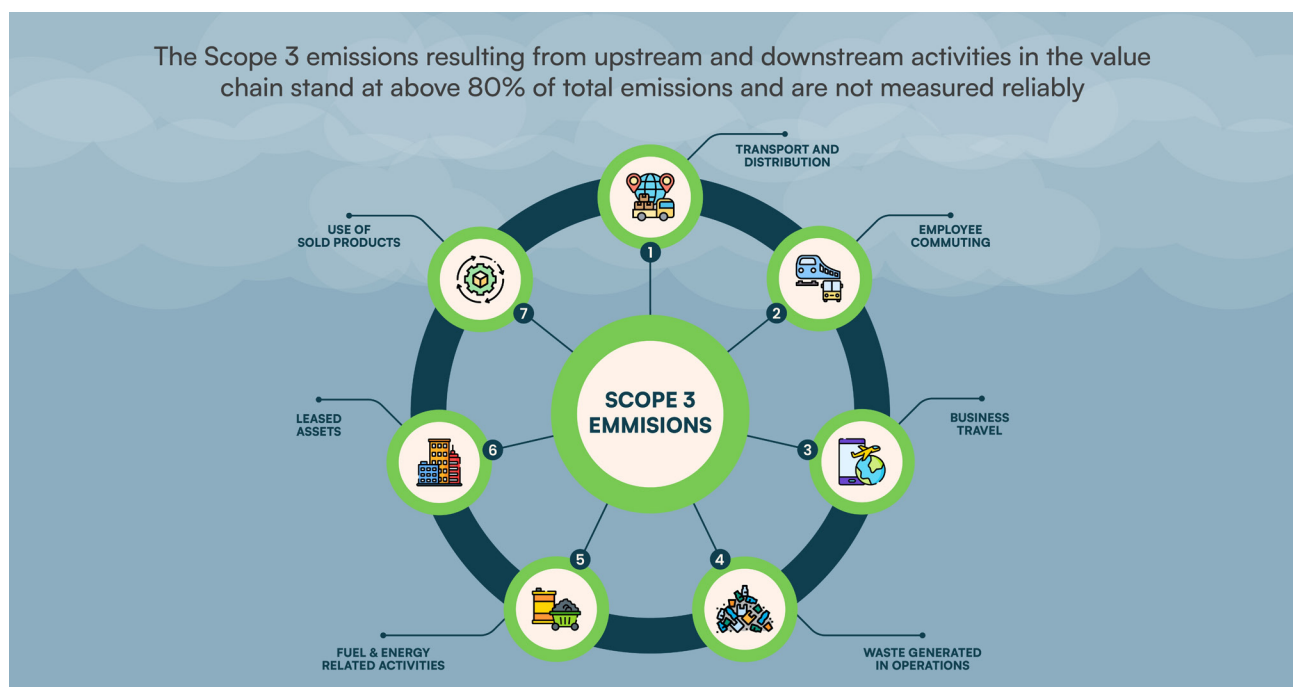 The Scope 3 emissions resulting from upstream and downstream activities in the value
chain stand at above 80% of total emissions and are not measured reliably
TRANSPORT AND
DISTRIBUTION
1
EMPLOYEE
COMMUTING
2
BUSINESS
TRAVEL
3
WASTE GENERATED
IN OPERATIONS
4
FUEL & ENERGY
RELATED ACTIVITIES
5
LEASED
ASSETS
6
USE OF
SOLD PRODUCTS
7
SCOPE 3
EMMISIONS